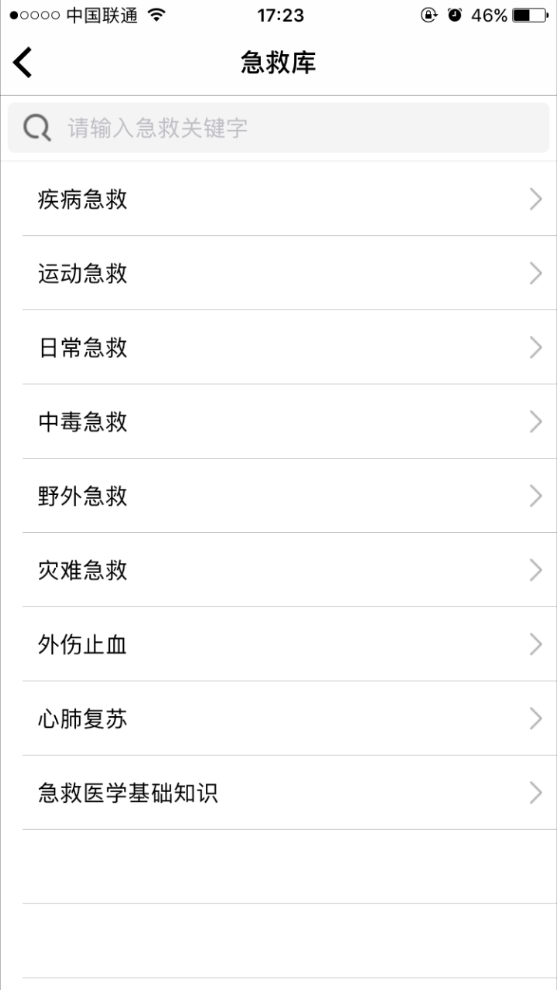 中国联通 17:23 46%
急救库
请输入急救关键字
疾病急救
运动急救
日常急救
中毒急救
野外急救
灾难急救
外伤止血
心肺复苏
急救医学基础知识